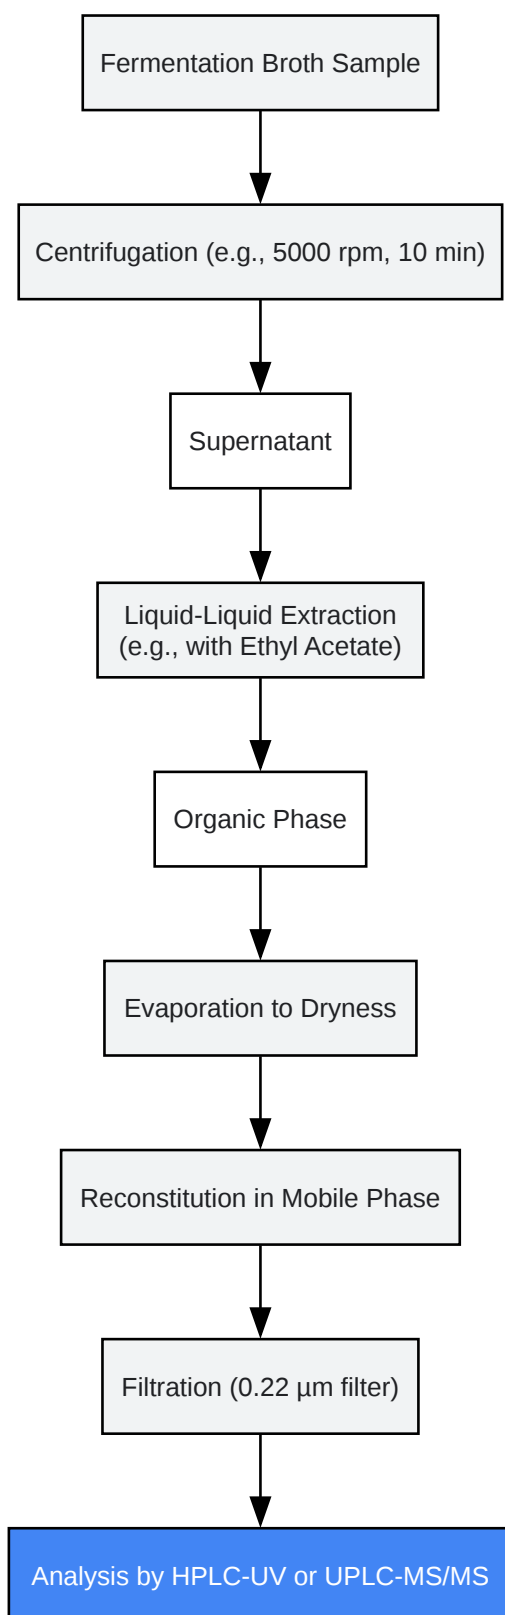 Fermentation Broth Sample
Centrifugation (e.g., 5000 rpm, 10 min)
Supernatant
Liquid-Liquid Extraction
(e.g., with Ethyl Acetate)
Organic Phase
Evaporation to Dryness
Reconstitution in Mobile Phase
Filtration (0.22 µm filter)
Analysis by HPLC-UV or UPLC-MS/MS